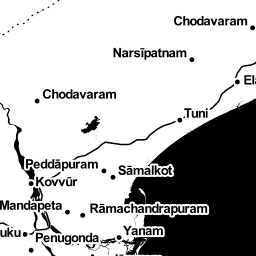 Chodavaram
Narsīpatnam
Chodavaram
Tuni
Peddāpuram
Sāmalkot
Kovvūr
Mandapeta
Rāmachandrapuram
Penugonda
Yanam